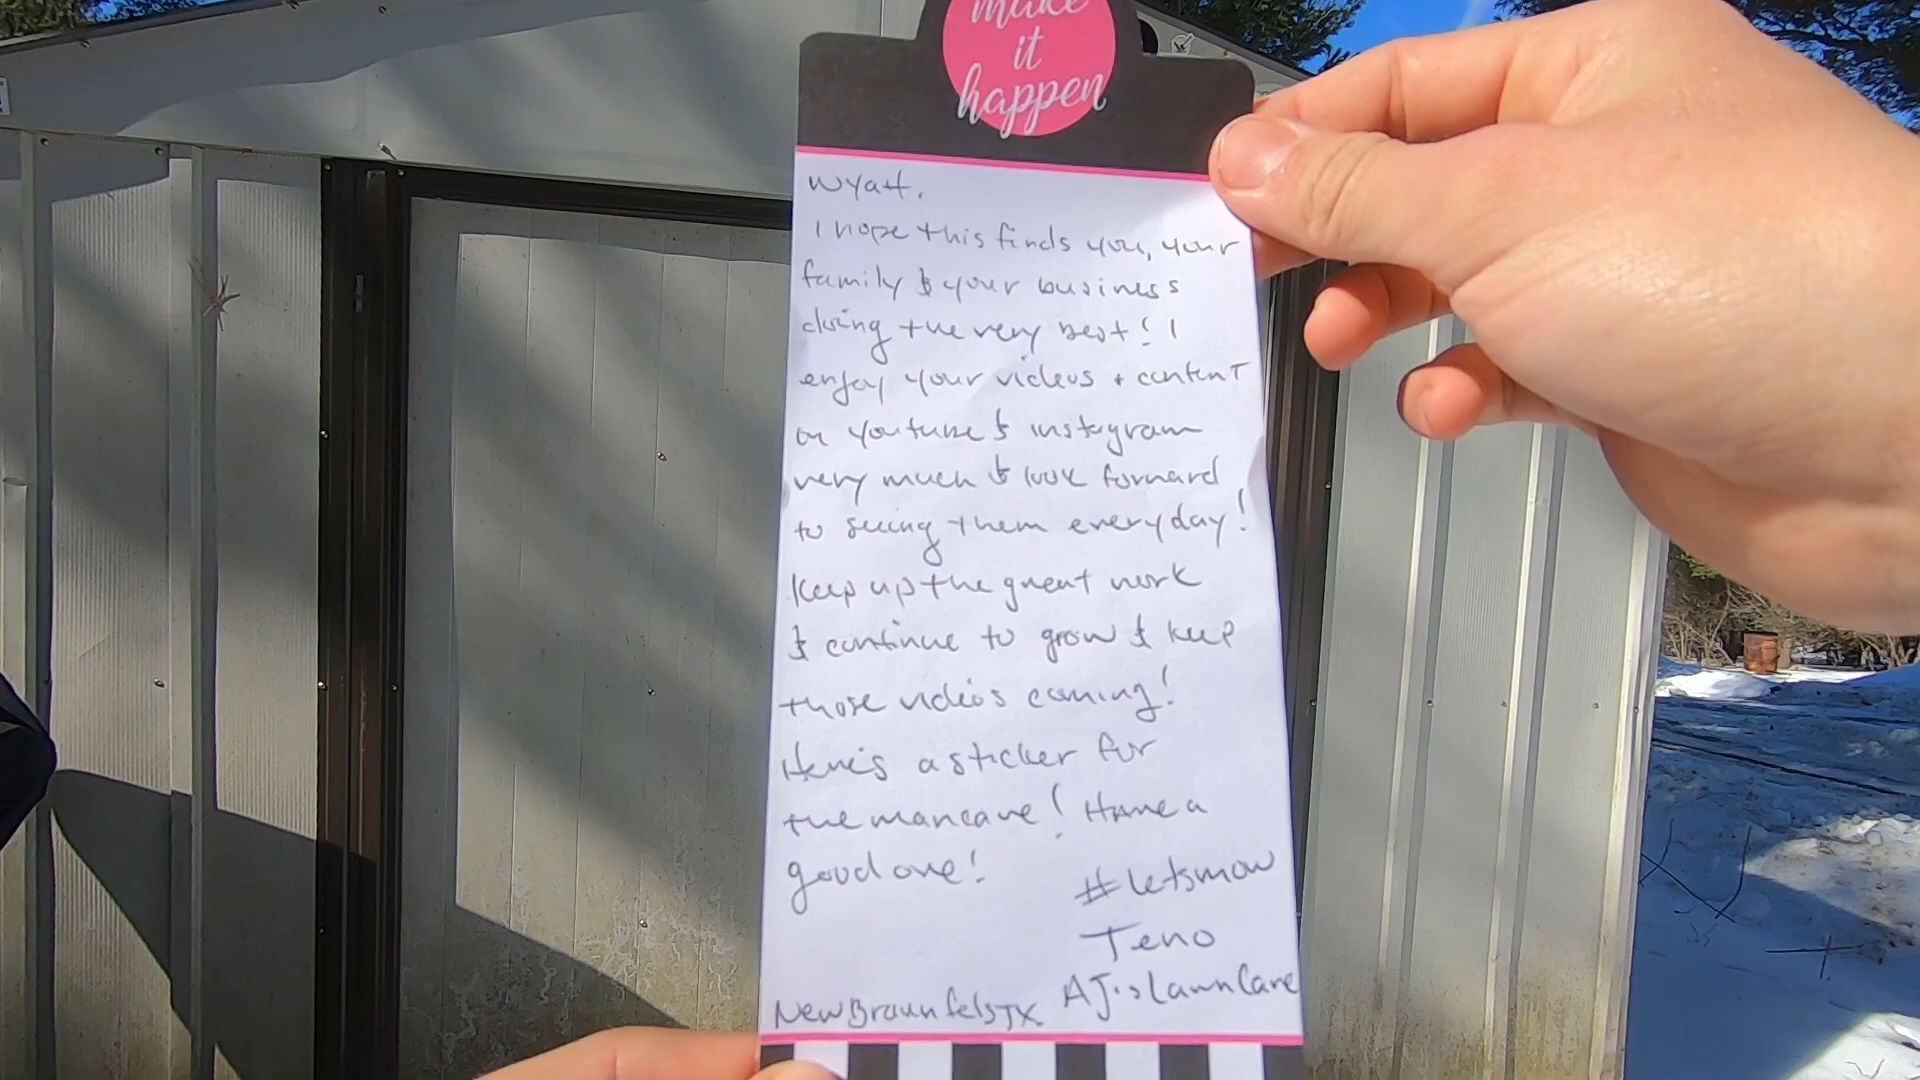 make
it
happen
Wyatt,
I hope this finds you, your
family & your business
doing the very best! I
enjoy your videos + content
on Youtube & instagram
very much & look forward
to seeing them everyday!
Keep up the great work
& continue to grow & keep
those videos coming!
Here's a sticker for
the mancave! Have a
good one!
#letsmow
Teno
AJ's Lawn Care
New Braunfels TX